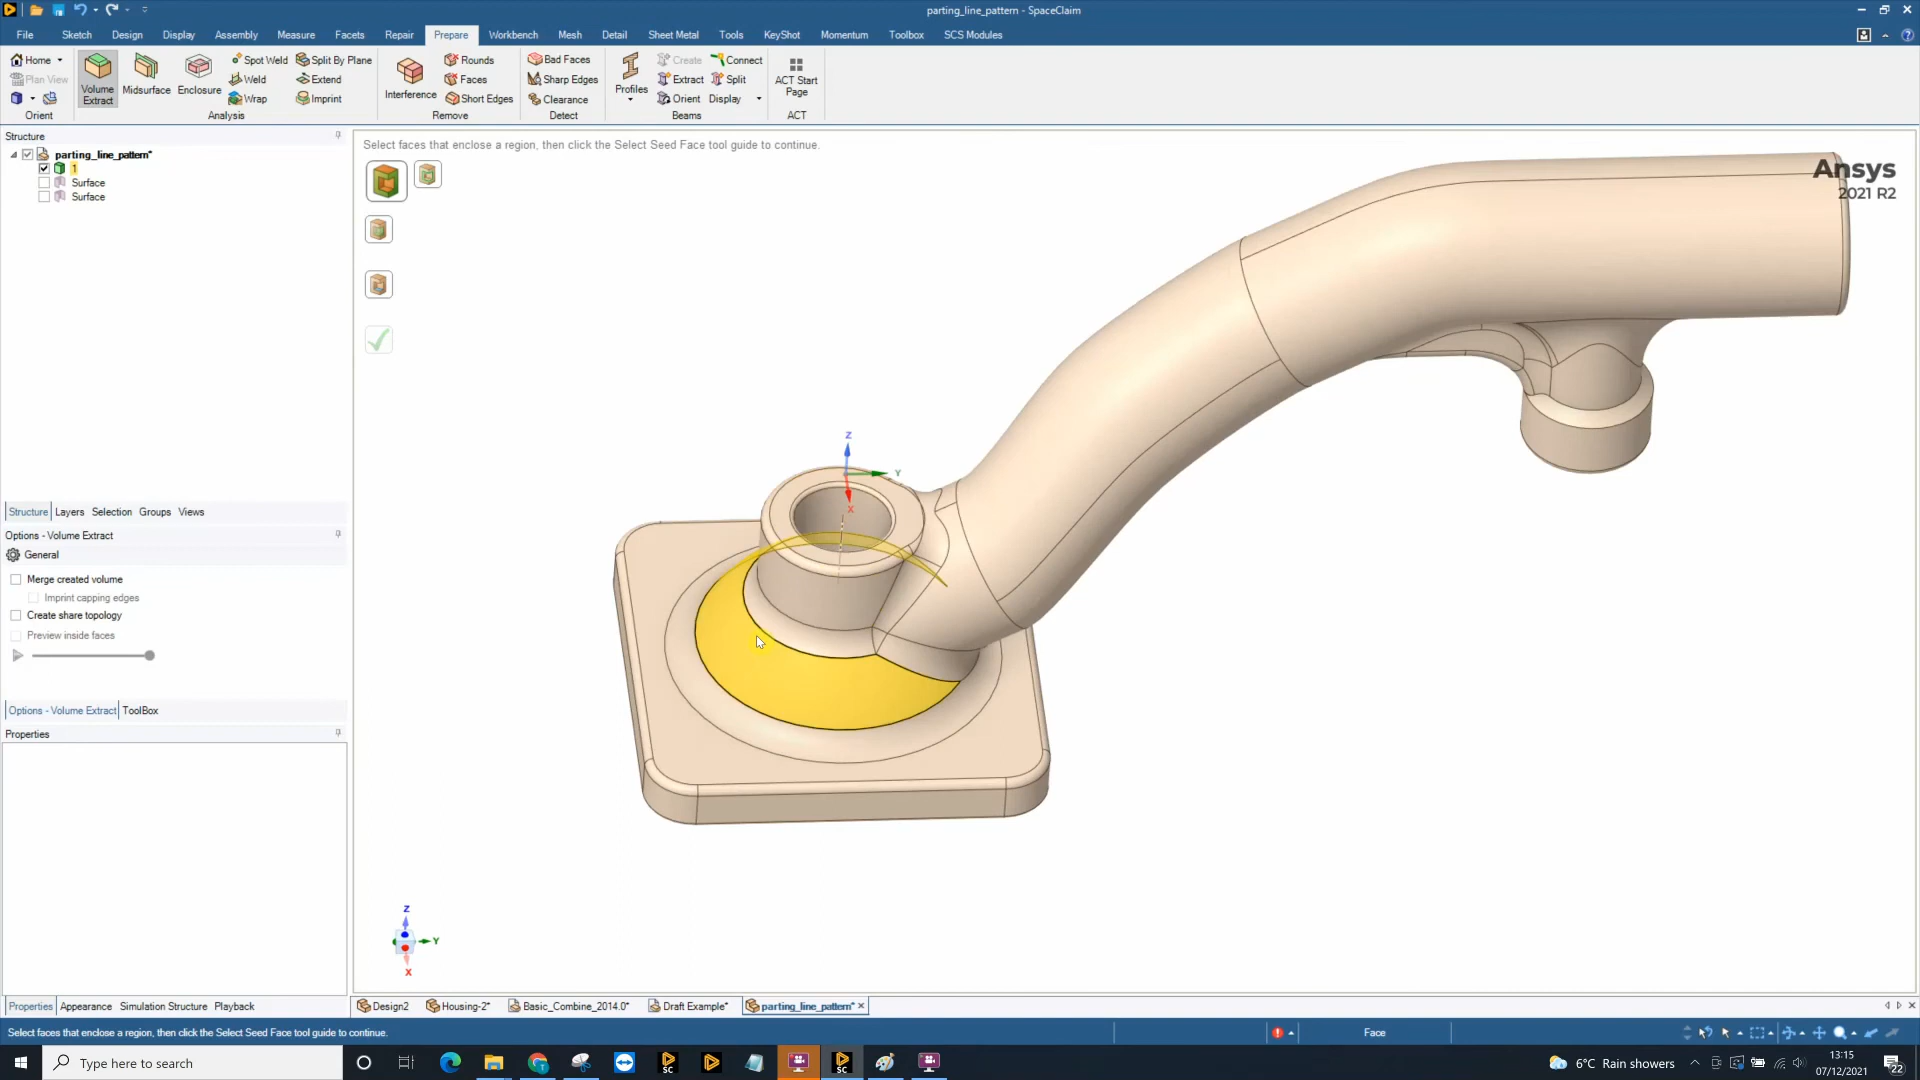 parting_line_pattern - SpaceClaim
File Sketch Design Display Assembly Measure Facets Repair Prepare Workbench Mesh Detail Sheet Metal Tools KeyShot Momentum Toolbox SCS Modules
Home
Plan View
Orient
Volume Extract
Midsurface
Enclosure
Spot Weld
Weld
Wrap
Split By Plane
Extend
Imprint
Analysis
Interference
Rounds
Faces
Short Edges
Remove
Bad Faces
Sharp Edges
Clearance
Detect
Profiles
Create
Extract
Orient
Connect
Split
Display
Beams
ACT Start Page
ACT
Structure
parting_line_pattern*
1
Surface
Surface
Structure Layers Selection Groups Views
Options - Volume Extract
General
Merge created volume
Imprint capping edges
Create share topology
Preview inside faces
Options - Volume Extract ToolBox
Properties
Properties Appearance Simulation Structure Playback
Select faces that enclose a region, then click the Select Seed Face tool guide to continue.
Ansys
2021 R2
Z
Y
X
Z
Y
X
Design2 Housing-2* Basic_Combine_2014.0* Draft Example* parting_line_pattern*
Select faces that enclose a region, then click the Select Seed Face tool guide to continue.
Face
Type here to search
SC
SC
6°C Rain showers
13:15
07/12/2021
22